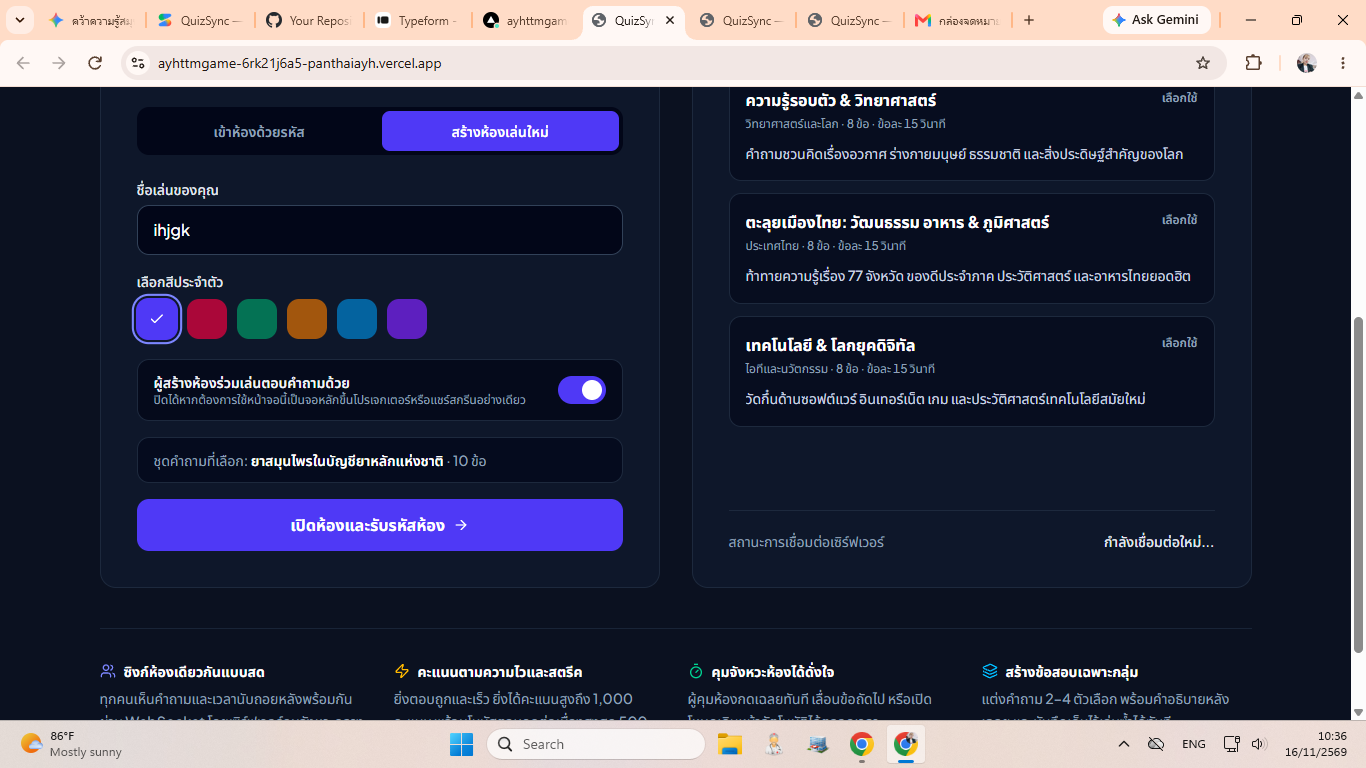 คว้าความรู้สม
QuizSync —
Your Reposi
Typeform -
ayhttmgam
QuizSy
QuizSync —
QuizSync —
กล่องจดหมาย
Ask Gemini
ayhttmgame-6rk21j6a5-panthaiayh.vercel.app
เข้าห้องด้วยรหัส
สร้างห้องเล่นใหม่
ชื่อเล่นของคุณ
ihjgk
เลือกสีประจำตัว
ผู้สร้างห้องร่วมเล่นตอบคำถามด้วย
ปิดได้หากต้องการใช้หน้าจอนี้เป็นจอหลักขึ้นโปรเจกเตอร์หรือแชร์สกรีนอย่างเดียว
ชุดคำถามที่เลือก: ยาสมุนไพรในบัญชียาหลักแห่งชาติ · 10 ข้อ
เปิดห้องและรับรหัสห้อง
ความรู้รอบตัว & วิทยาศาสตร์
เลือกใช้
วิทยาศาสตร์และโลก · 8 ข้อ · ข้อละ 15 วินาที
คำถามชวนคิดเรื่องอวกาศ ร่างกายมนุษย์ ธรรมชาติ และสิ่งประดิษฐ์สำคัญของโลก
ตะลุยเมืองไทย: วัฒนธรรม อาหาร & ภูมิศาสตร์
เลือกใช้
ประเทศไทย · 8 ข้อ · ข้อละ 15 วินาที
ท้าทายความรู้เรื่อง 77 จังหวัด ของดีประจำภาค ประวัติศาสตร์ และอาหารไทยยอดฮิต
เทคโนโลยี & โลกยุคดิจิทัล
เลือกใช้
ไอทีและนวัตกรรม · 8 ข้อ · ข้อละ 15 วินาที
วัดกึ๋นด้านซอฟต์แวร์ อินเทอร์เน็ต เกม และประวัติศาสตร์เทคโนโลยีสมัยใหม่
สถานะการเชื่อมต่อเซิร์ฟเวอร์
กำลังเชื่อมต่อใหม่...
ซิงก์ห้องเดียวกันแบบสด
ทุกคนเห็นคำถามและเวลานับถอยหลังพร้อมกัน
คะแนนตามความไวและสตรีค
ยิ่งตอบถูกและเร็ว ยิ่งได้คะแนนสูงถึง 1,000
คุมจังหวะห้องได้ดั่งใจ
ผู้คุมห้องกดเฉลยทันที เลื่อนข้อถัดไป หรือเปิด
สร้างข้อสอบเฉพาะกลุ่ม
แต่งคำถาม 2–4 ตัวเลือก พร้อมคำอธิบายหลัง
86°F
Mostly sunny
Search
ENG
10:36
16/11/2569